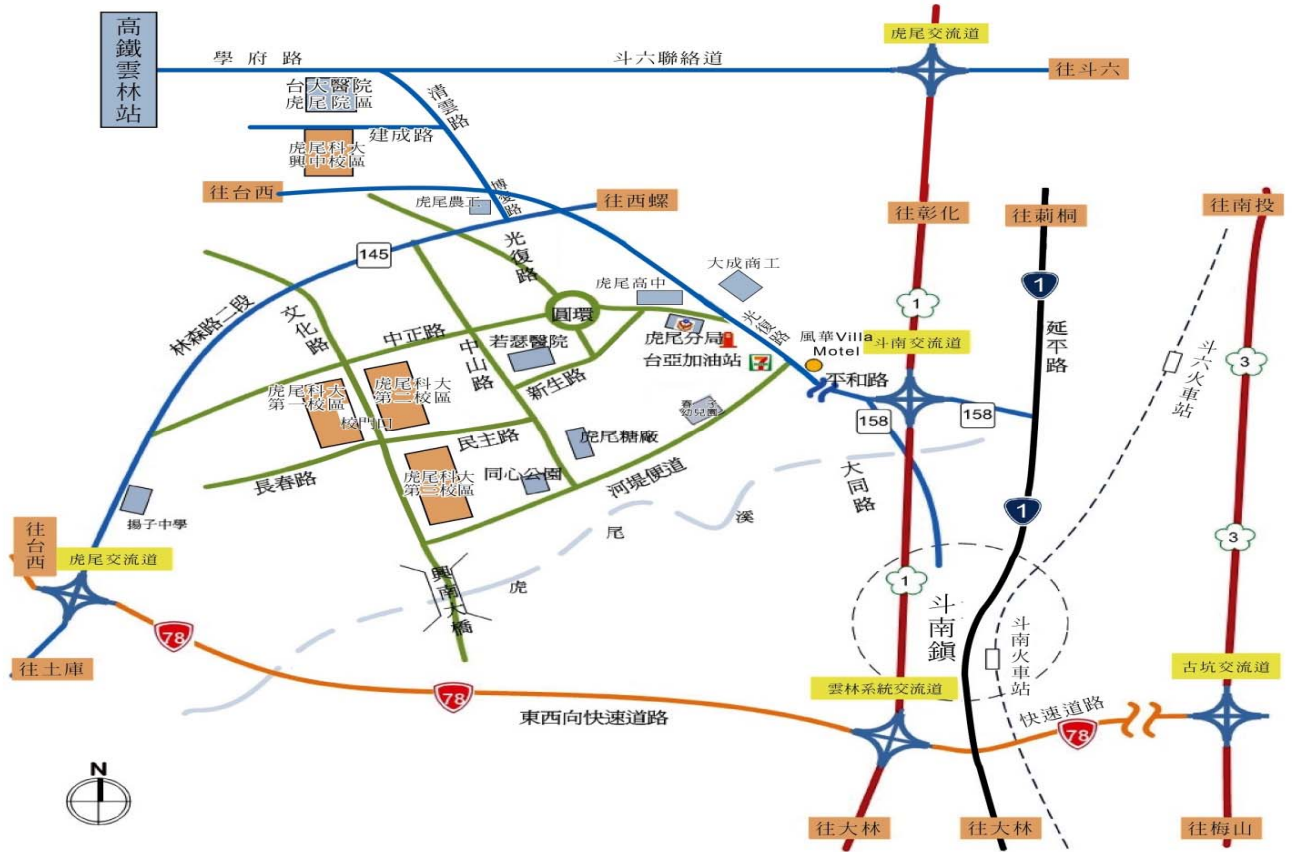 虎尾交流道
高鐵雲林站
學府路
斗六聯絡道
往斗六
台大醫院
虎尾院區
清雲路
建成路
虎尾科大
興中校區
往台西
博愛路
往西螺
虎尾農工
往彰化
往莿桐
往南投
光復路
145
大成商工
虎尾高中
1
1
文化路
林森路二段
圓環
中正路
中山路
若瑟醫院
虎尾分局
台亞加油站
光復路
風華Villa
Motel
斗南交流道
延平路
斗六火車站
3
新生路
7
平和路
虎尾科大
第一校區
虎尾科大
第二校區
校門口
幼兒園
158
158
民主路
虎尾糖廠
大同路
長春路
虎尾科大
第三校區
同心公園
河堤便道
揚子中學
尾
溪
1
3
往台西
虎尾交流道
興南大橋
虎
1
斗南鎮
斗南火車站
78
往土庫
78
東西向快速道路
雲林系統交流道
快速道路
78
古坑交流道
N
往大林
往大林
往梅山